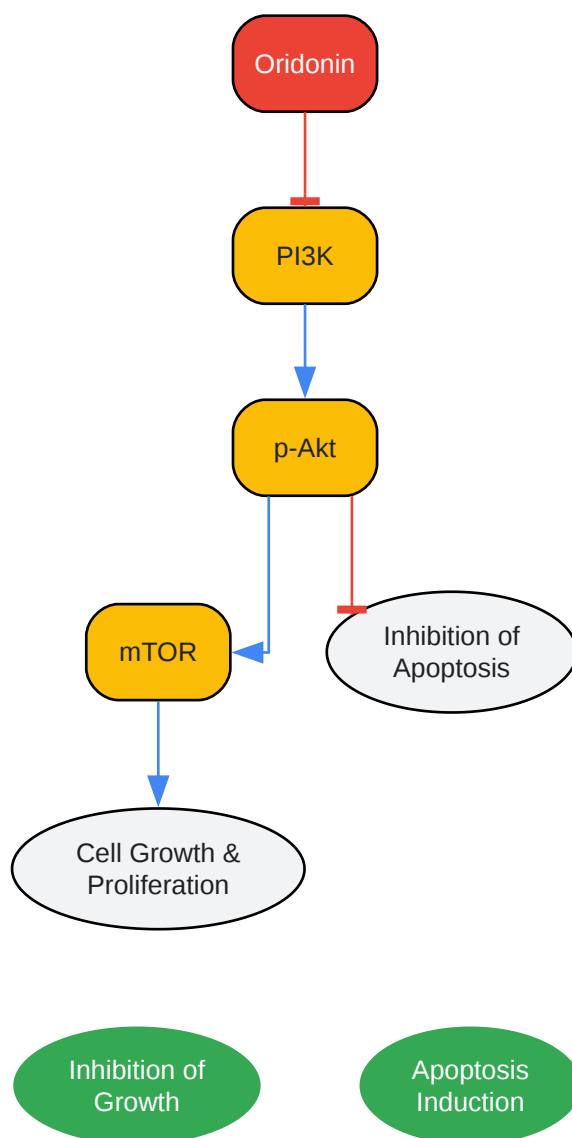 Oridonin
PI3K
p-Akt
mTOR
Inhibition of
Apoptosis
Cell Growth &
Proliferation
Inhibition of
Growth
Apoptosis
Induction